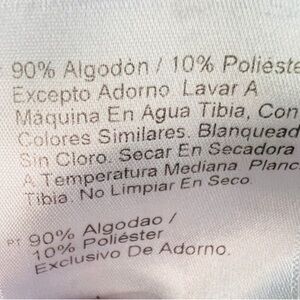 90% Algodón / 10% Poliéste
Excepto Adorno Lavar A
Máquina En Agua Tibia, Con
Colores Similares. Blanquead
Sin Cloro. Secar En Secadora
A Temperatura Mediana. Planc
Tibia. No Limpiar En Seco.
PT 90% Algodao /
10% Poliéster
Exclusivo De Adorno.